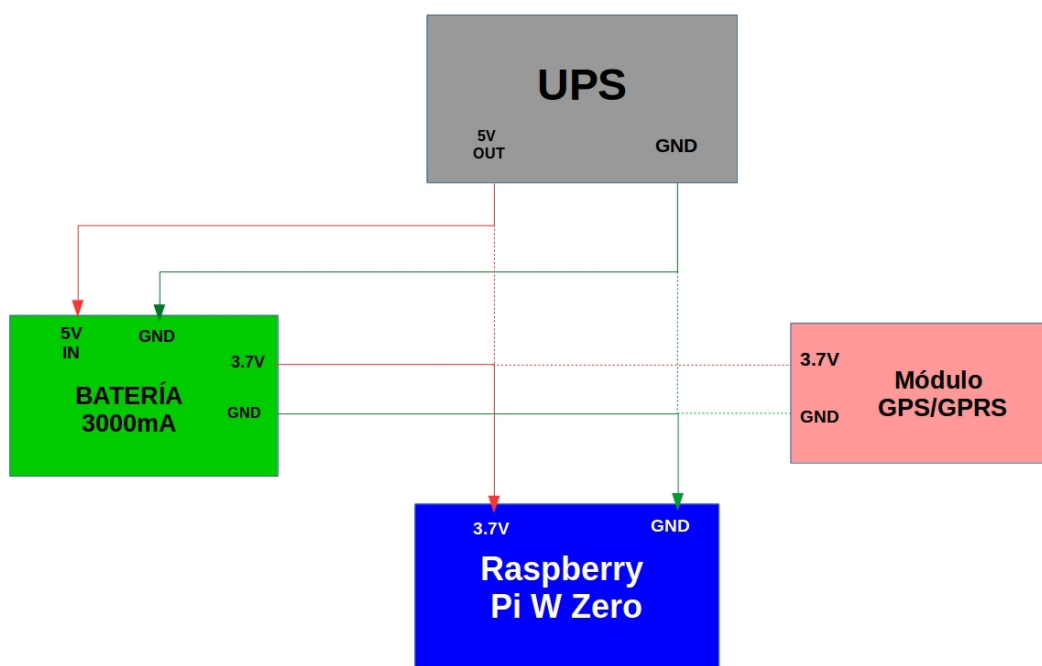 UPS
5V
OUT
GND
5V
IN
GND
3.7V
GND
BATERÍA
3000mA
3.7V
GND
Módulo
GPS/GPRS
3.7V
GND
Raspberry
Pi W Zero